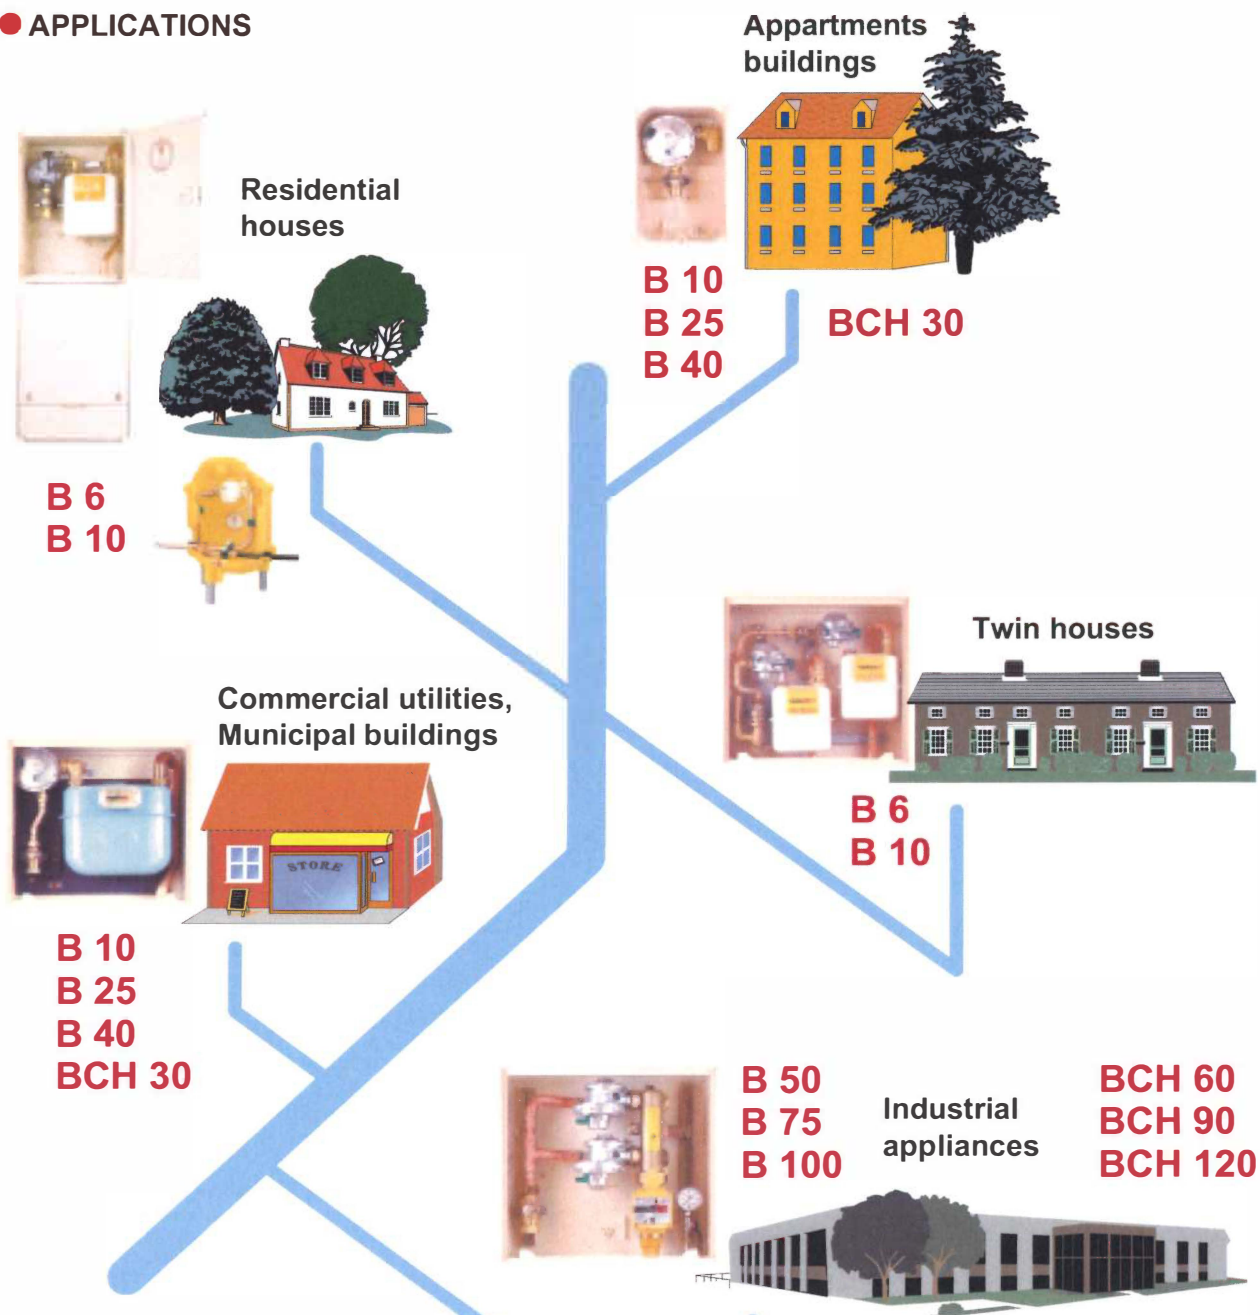 APPLICATIONS
Appartments
buildings
Residential
houses
B 10
B 25
B 40
BCH 30
B 6
B 10
Twin houses
Commercial utilities,
Municipal buildings
B 6
B 10
STORE
B 10
B 25
B 40
BCH 30
B 50
B 75
B 100
Industrial
appliances
BCH 60
BCH 90
BCH 120